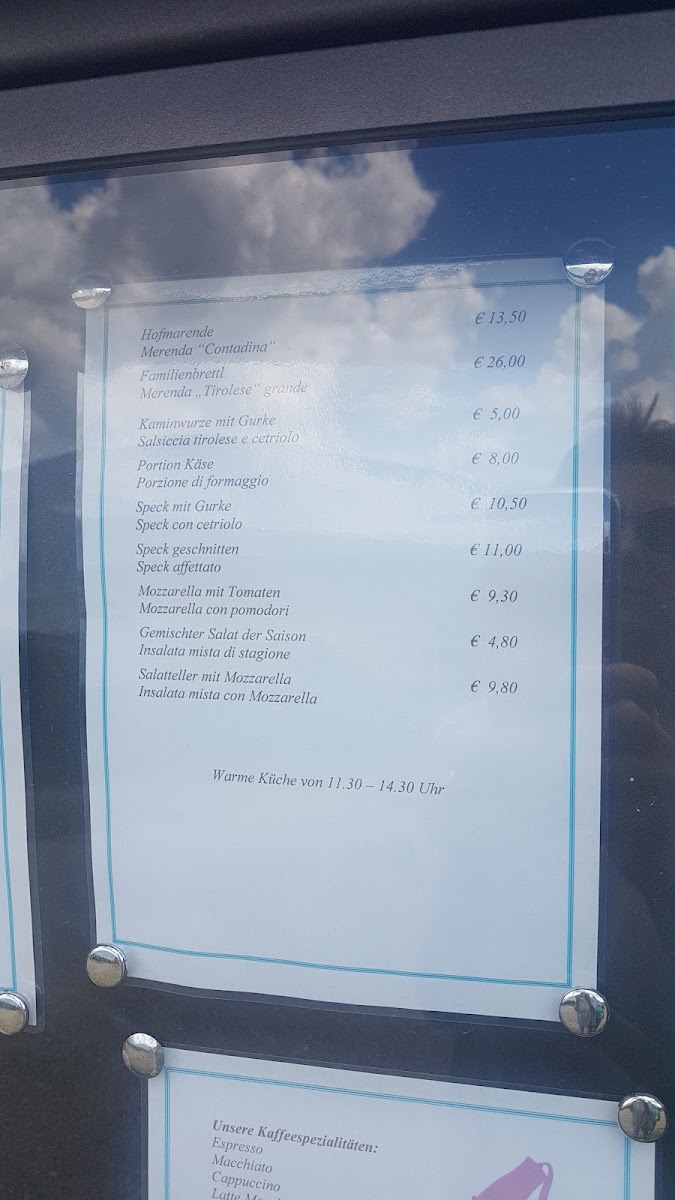 Hofmarende € 13,50
Merenda "Contadina"
Familienbrettl € 26,00
Merenda „Tirolese" grande
Kaminwurze mit Gurke € 5,00
Salsiccia tirolese e cetriolo
Portion Käse € 8,00
Porzione di formaggio
Speck mit Gurke € 10,50
Speck con cetriolo
Speck geschnitten € 11,00
Speck affettato
Mozzarella mit Tomaten € 9,30
Mozzarella con pomodori
Gemischter Salat der Saison € 4,80
Insalata mista di stagione
Salatteller mit Mozzarella € 9,80
Insalata mista con Mozzarella
Warme Küche von 11.30 – 14.30 Uhr
Unsere Kaffeespezialitäten:
Espresso
Macchiato
Cappuccino
Latte